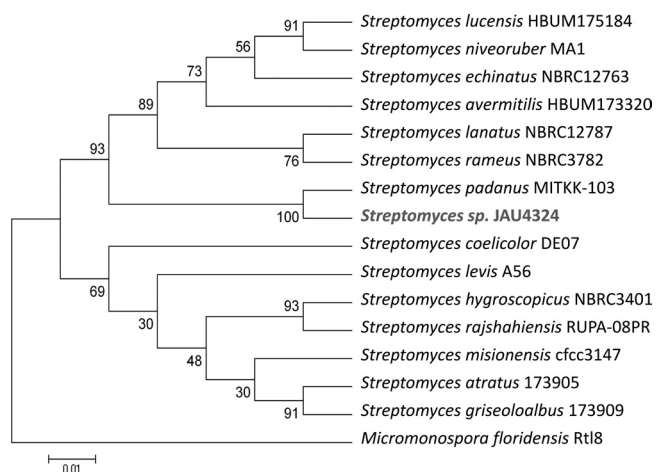 91
Streptomyces lucensis HBUM175184
56
Streptomyces niveoruber MA1
73
Streptomyces echinatus NBRC12763
89
Streptomyces avermitilis HBUM173320
93
Streptomyces lanatus NBRC12787
76
Streptomyces rameus NBRC3782
Streptomyces padanus MITKK-103
100
Streptomyces sp. JAU4324
Streptomyces coelicolor DE07
69
Streptomyces levis A56
30
93
Streptomyces hygroscopicus NBRC3401
Streptomyces rajshahiensis RUPA-08PR
48
Streptomyces misionensis cfcc3147
30
Streptomyces atratus 173905
91
Streptomyces griseoloalbus 173909
Micromonospora floridensis Rtl8
0.01